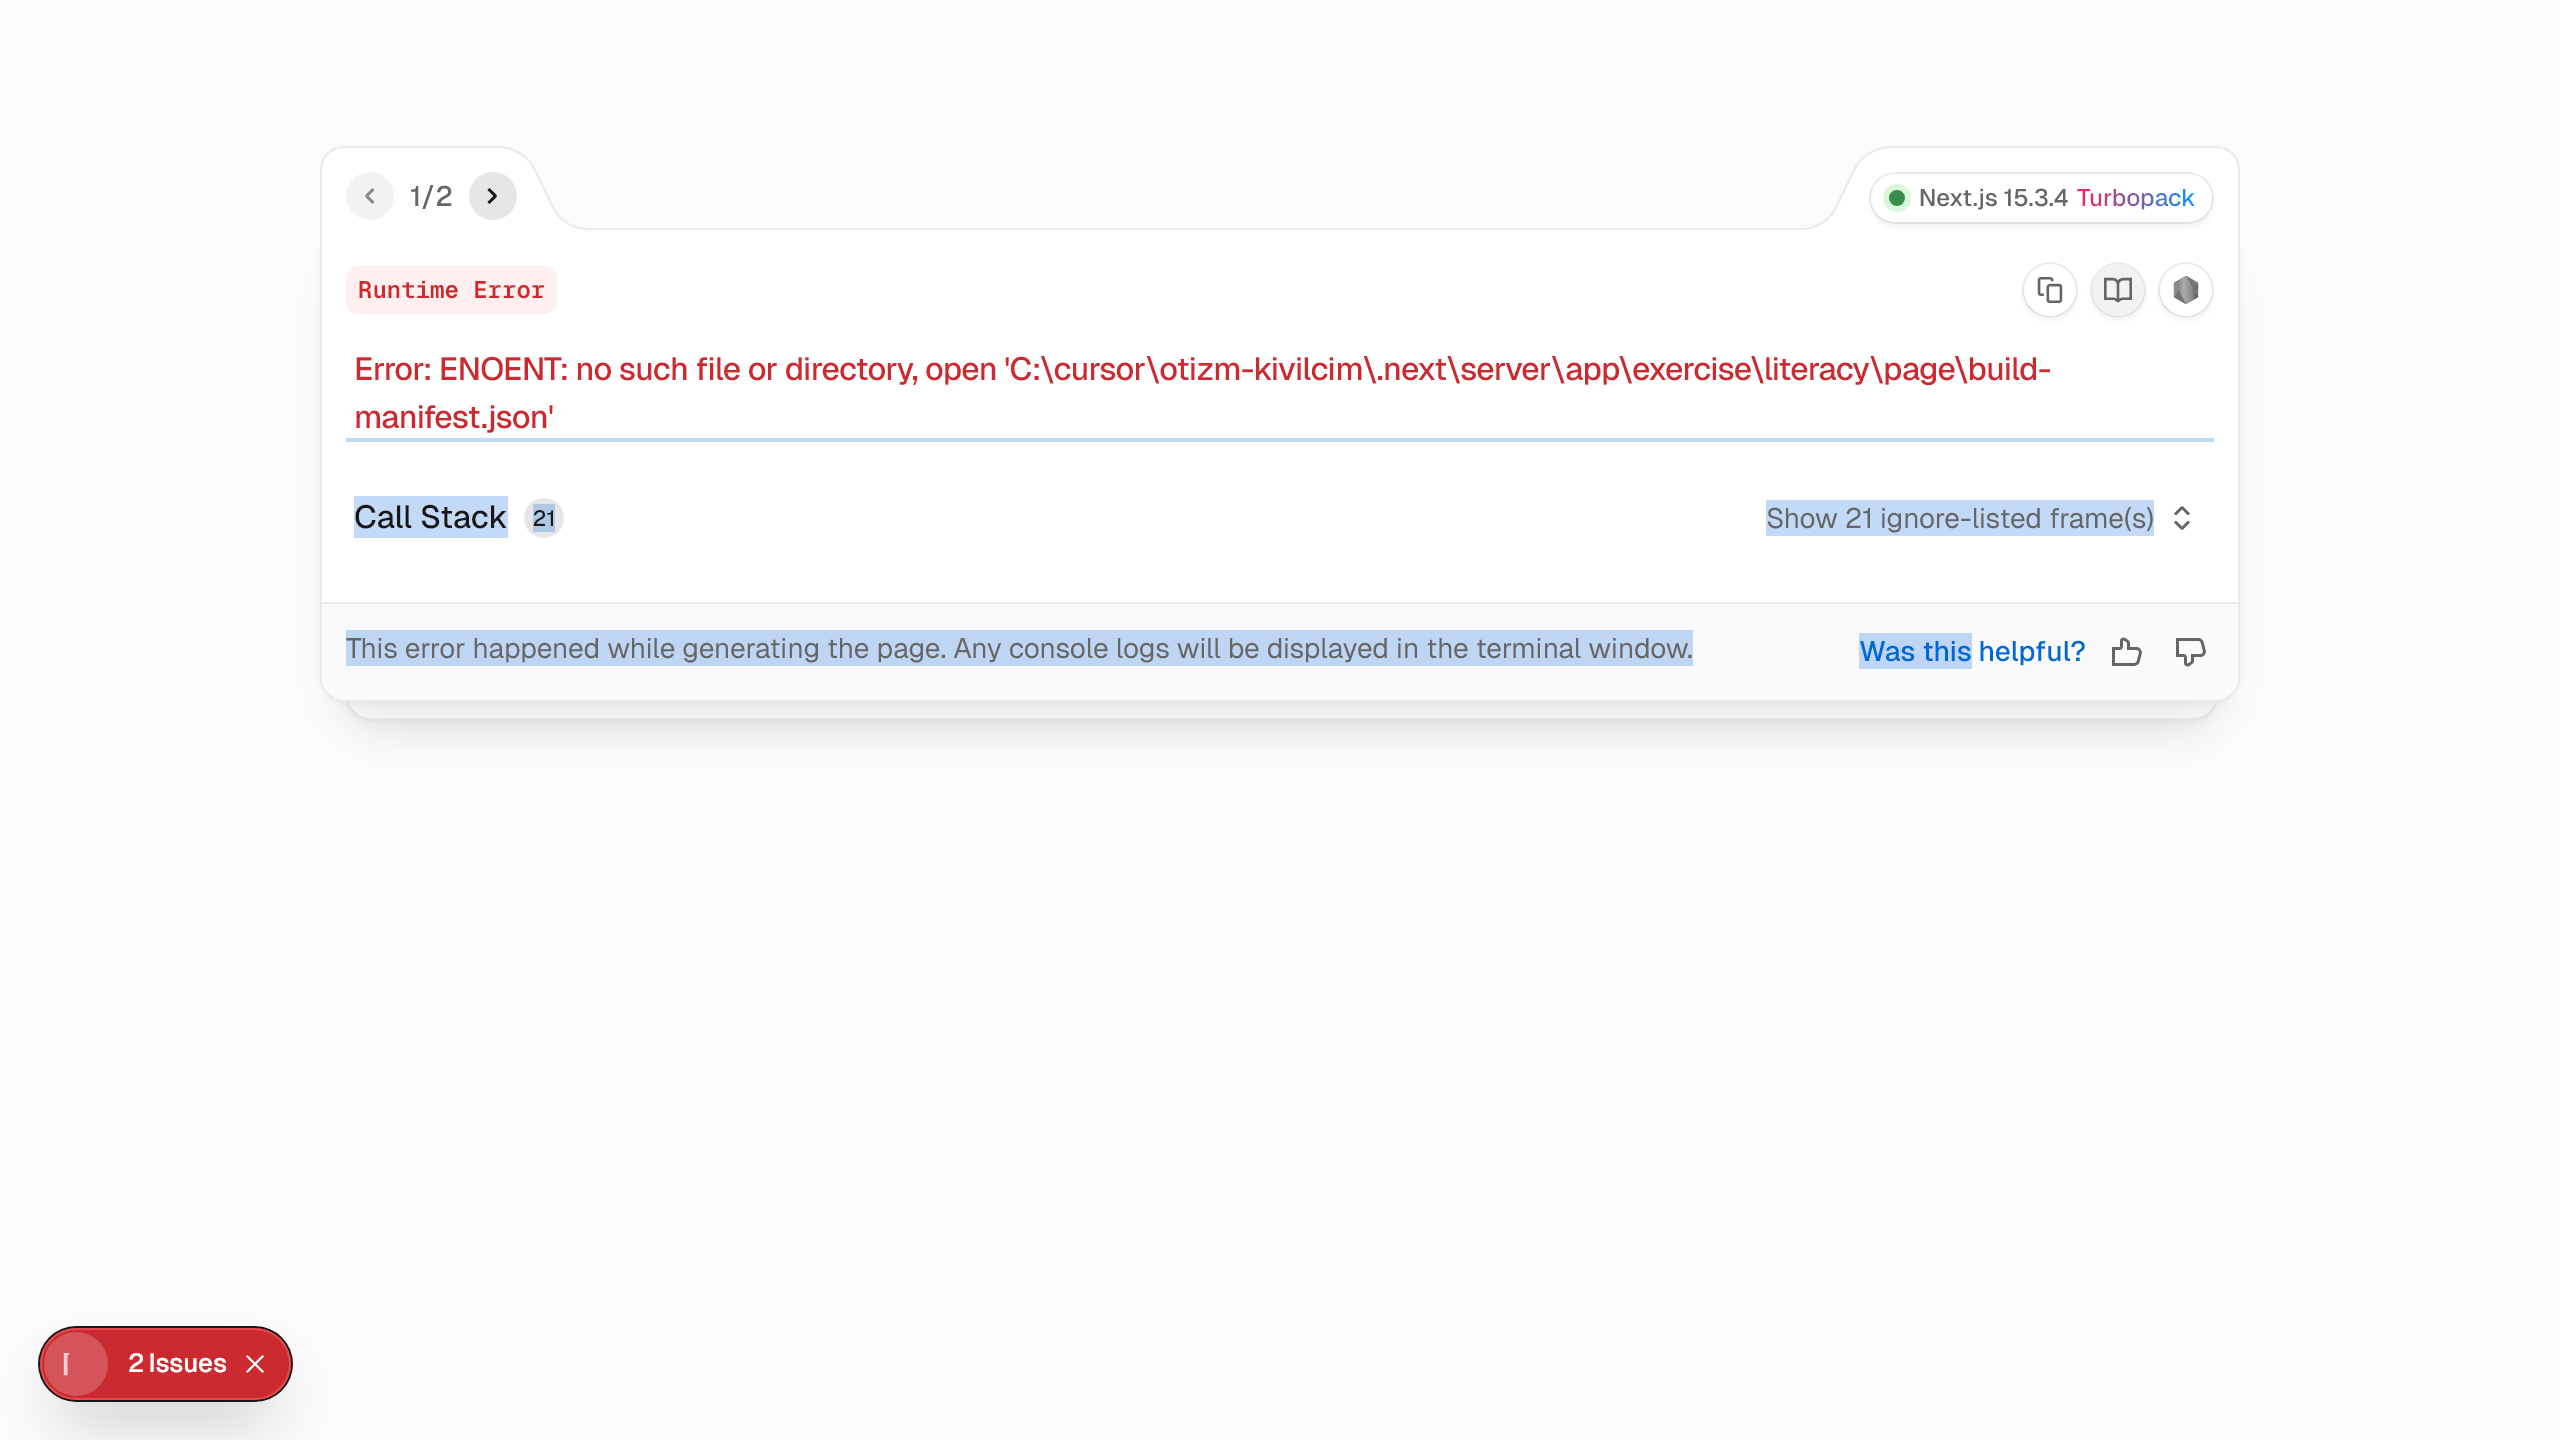 1/2
Next.js 15.3.4 Turbopack
Runtime Error
Error: ENOENT: no such file or directory, open 'C:\cursor\otizm-kivilcim\.next\server\app\exercise\literacy\page\build-
manifest.json'
Call Stack 21
Show 21 ignore-listed frame(s)
This error happened while generating the page. Any console logs will be displayed in the terminal window.
Was this helpful?
2 Issues